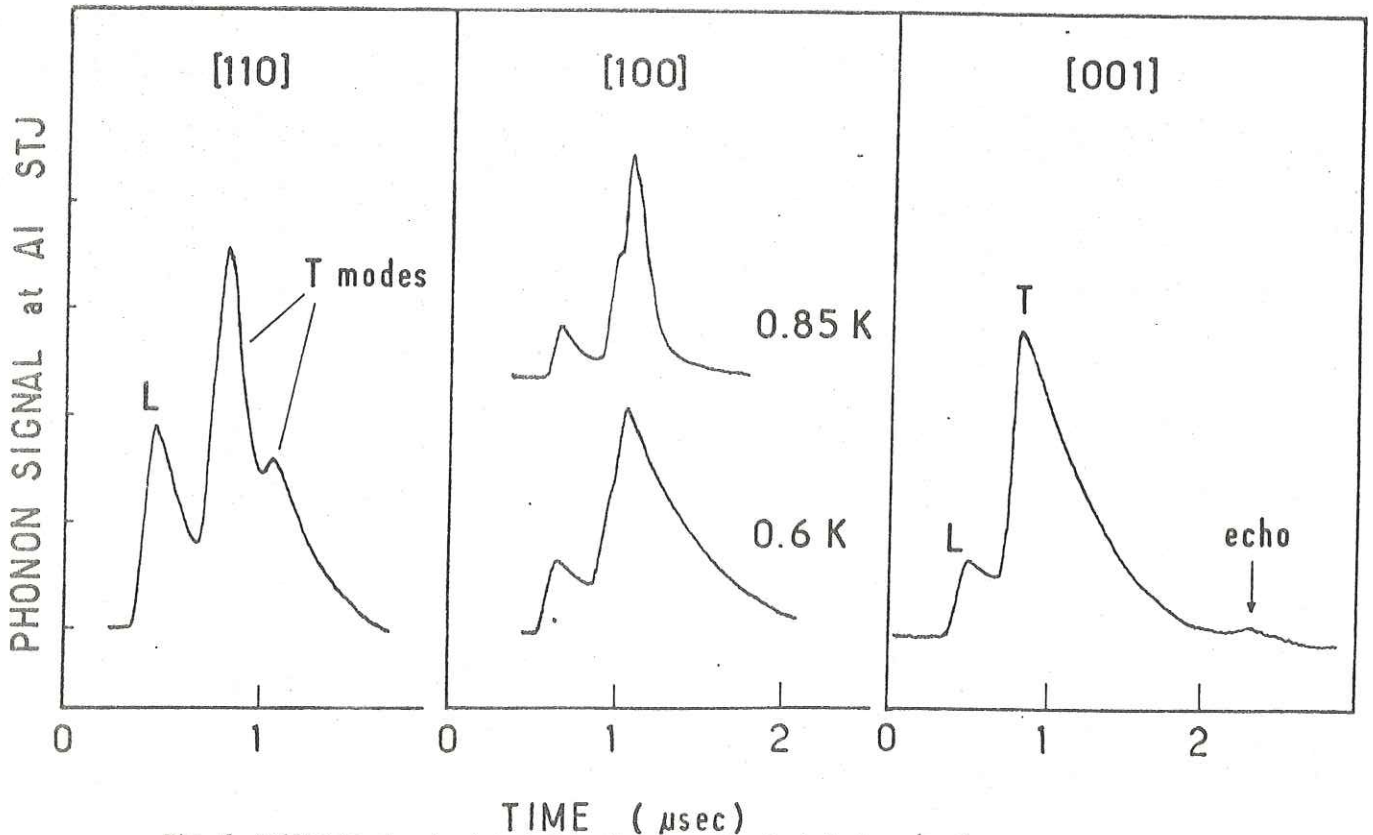 PHONON SIGNAL at Al STJ
[110]
L
T modes
0
1
[100]
0.85 K
0.6 K
0
1
2
[001]
L
T
echo
0
1
2
TIME (μsec)